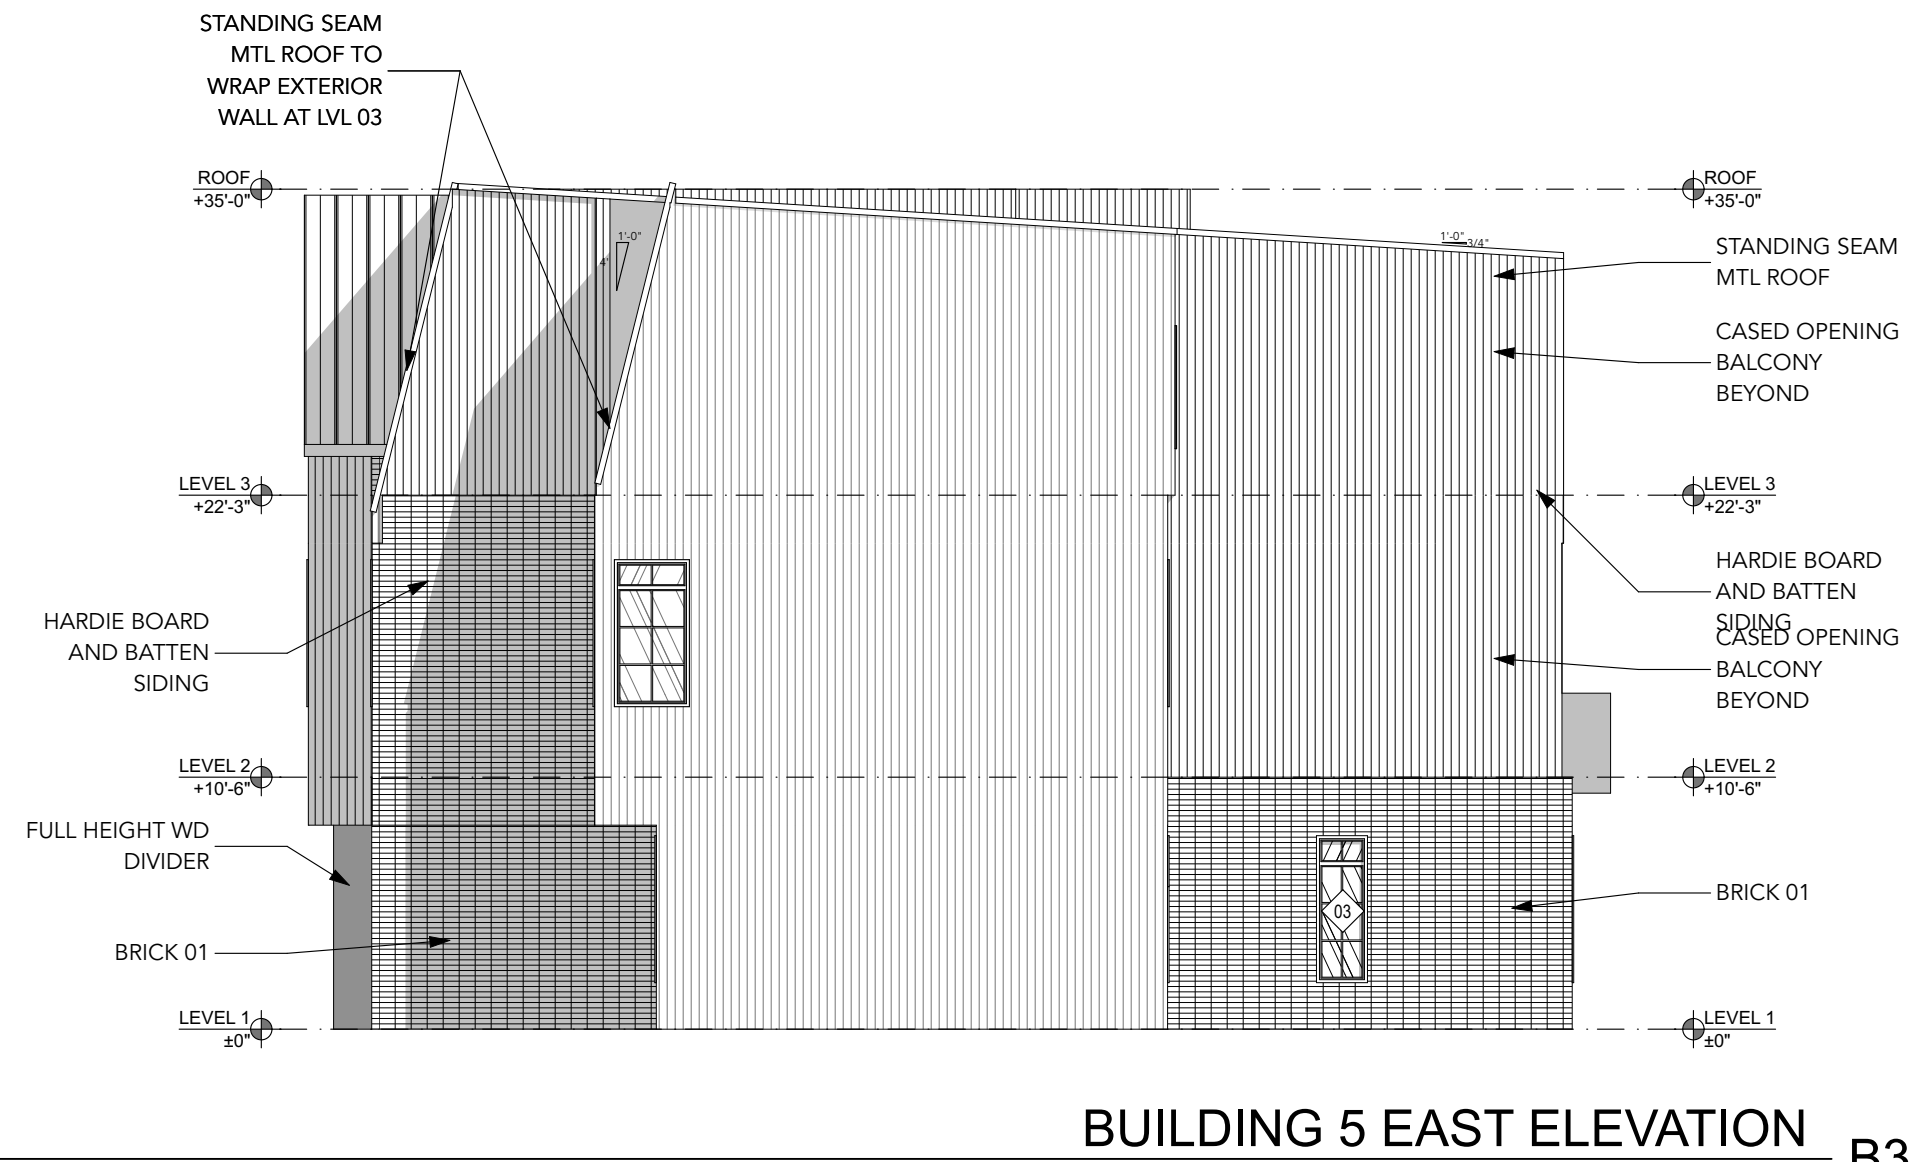 STANDING SEAM
MTL ROOF TO
WRAP EXTERIOR
WALL AT LVL 03
ROOF
+35'-0"
ROOF
+35'-0"
1'-0"
4'
1'-0"
3/4"
STANDING SEAM
MTL ROOF
CASED OPENING
BALCONY
BEYOND
LEVEL 3
+22'-3"
LEVEL 3
+22'-3"
HARDIE BOARD
AND BATTEN
SIDING
HARDIE BOARD
AND BATTEN
SIDING
CASED OPENING
BALCONY
BEYOND
LEVEL 2
+10'-6"
LEVEL 2
+10'-6"
FULL HEIGHT WD
DIVIDER
BRICK 01
03
BRICK 01
LEVEL 1
±0"
LEVEL 1
±0"
BUILDING 5 EAST ELEVATION
B3